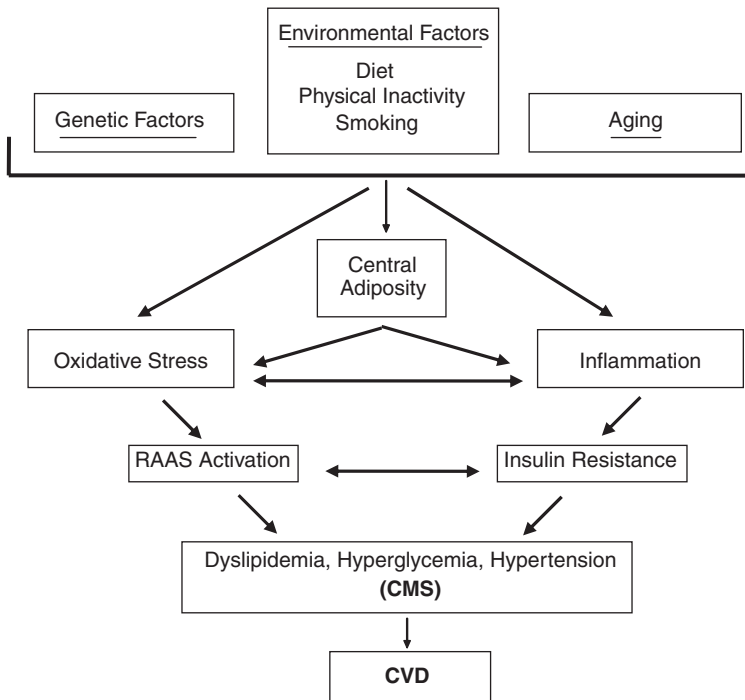 Environmental Factors
Diet
Physical Inactivity
Smoking
Genetic Factors
Aging
Central
Adiposity
Oxidative Stress
Inflammation
RAAS Activation
Insulin Resistance
Dyslipidemia, Hyperglycemia, Hypertension
(CMS)
CVD